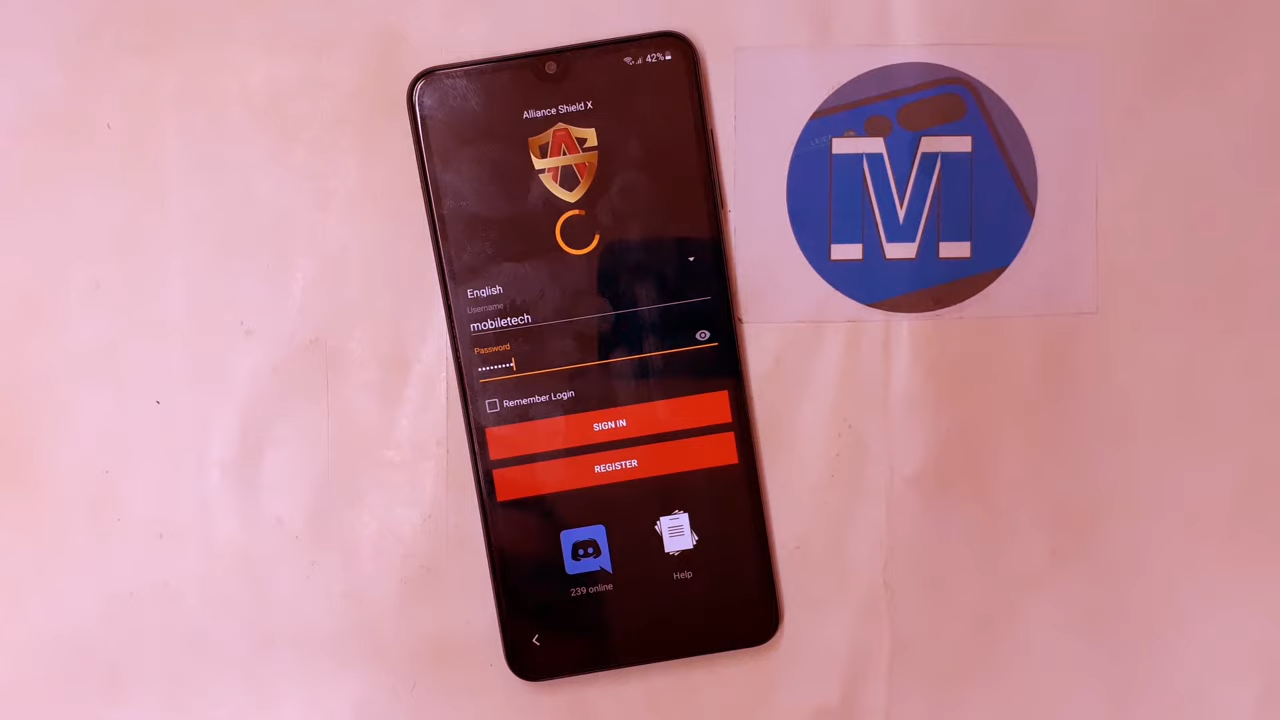 42%
Alliance Shield X
English
Username
mobiletech
Password
•••••••••
Remember Login
SIGN IN
REGISTER
239 online
Help
M